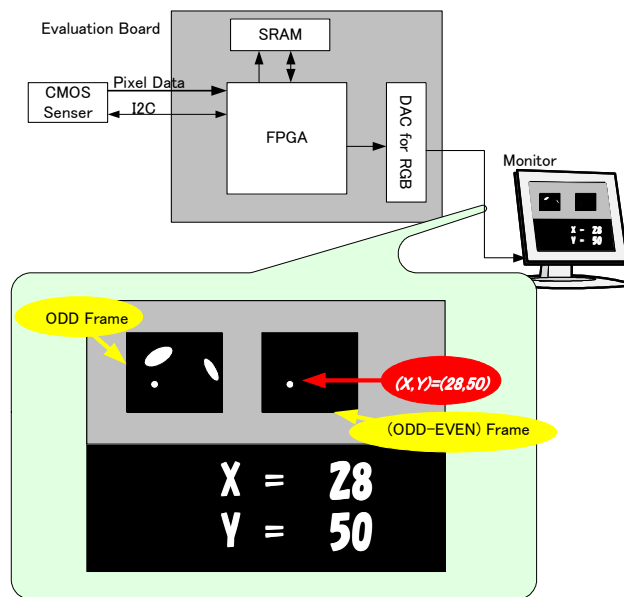 Evaluation Board
SRAM
Pixel Data
CMOS
Senser
I2C
FPGA
DAC for RGB
Monitor
X = 28
Y = 50
ODD Frame
(X,Y)=(28,50)
(ODD-EVEN) Frame
X = 28
Y = 50